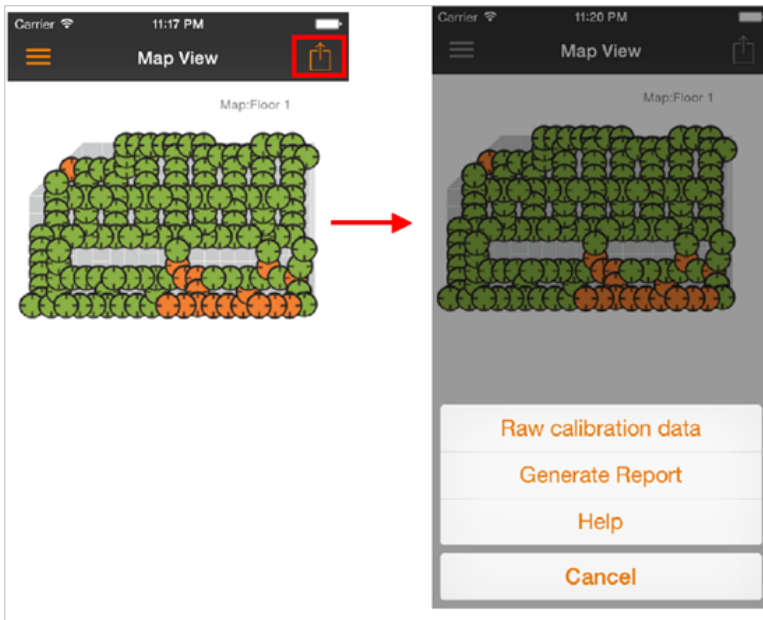 Carrier 11:17 PM
Map View
Map:Floor 1
Carrier 11:20 PM
Map View
Map:Floor 1
Raw calibration data
Generate Report
Help
Cancel